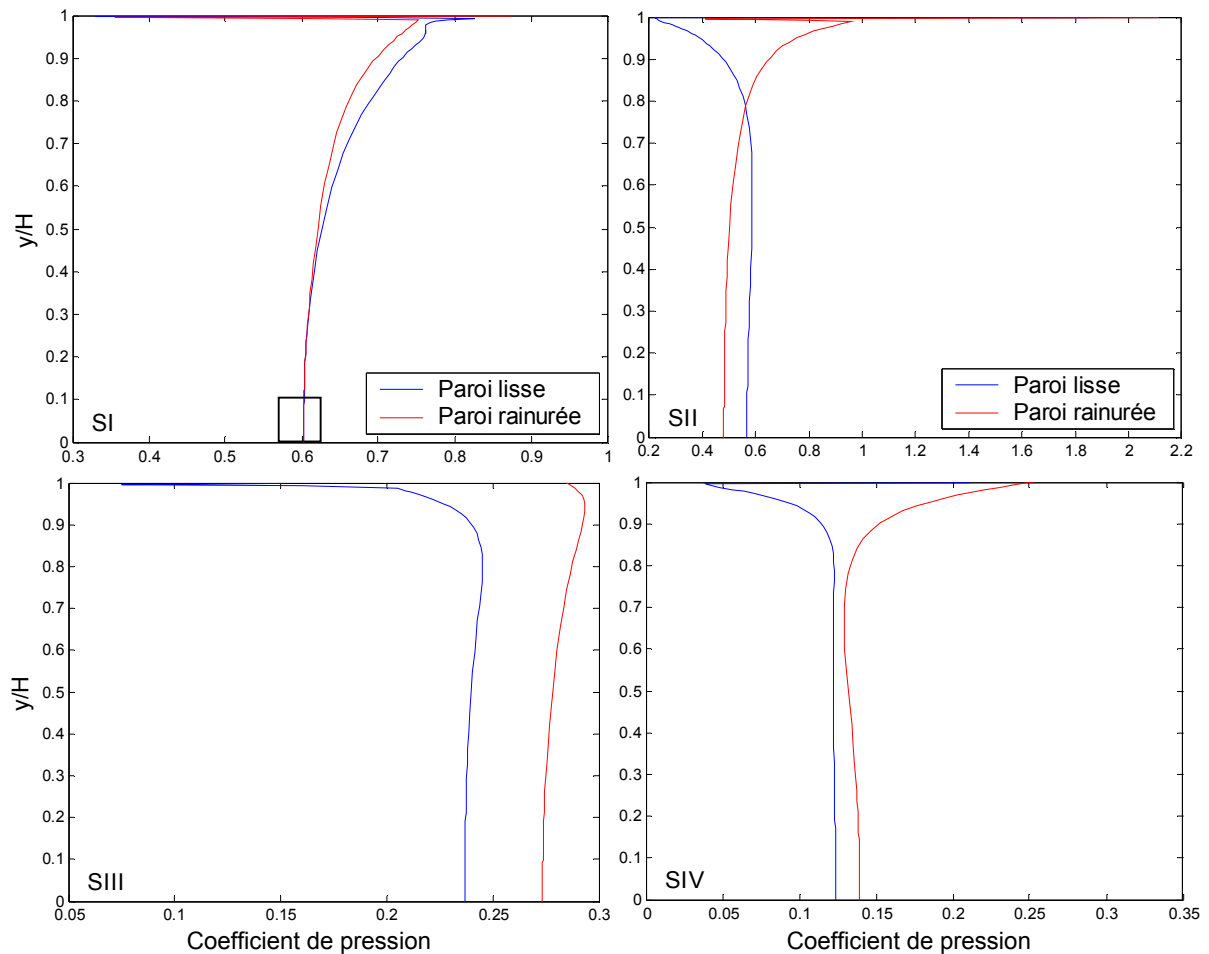 1
0.9
0.8
0.7
0.6
0.5
0.4
0.3
0.2
0.1
0
y/H
0.3 0.4 0.5 0.6 0.7 0.8 0.9 1
SI
Paroi lisse
Paroi rainurée
1
0.9
0.8
0.7
0.6
0.5
0.4
0.3
0.2
0.1
0
0.2 0.4 0.6 0.8 1 1.2 1.4 1.6 1.8 2 2.2
SII
Paroi lisse
Paroi rainurée
1
0.9
0.8
0.7
0.6
0.5
0.4
0.3
0.2
0.1
0
y/H
SIII
0.05 0.1 0.15 0.2 0.25 0.3
Coefficient de pression
1
0.9
0.8
0.7
0.6
0.5
0.4
0.3
0.2
0.1
0
SIV
0 0.05 0.1 0.15 0.2 0.25 0.3 0.35
Coefficient de pression